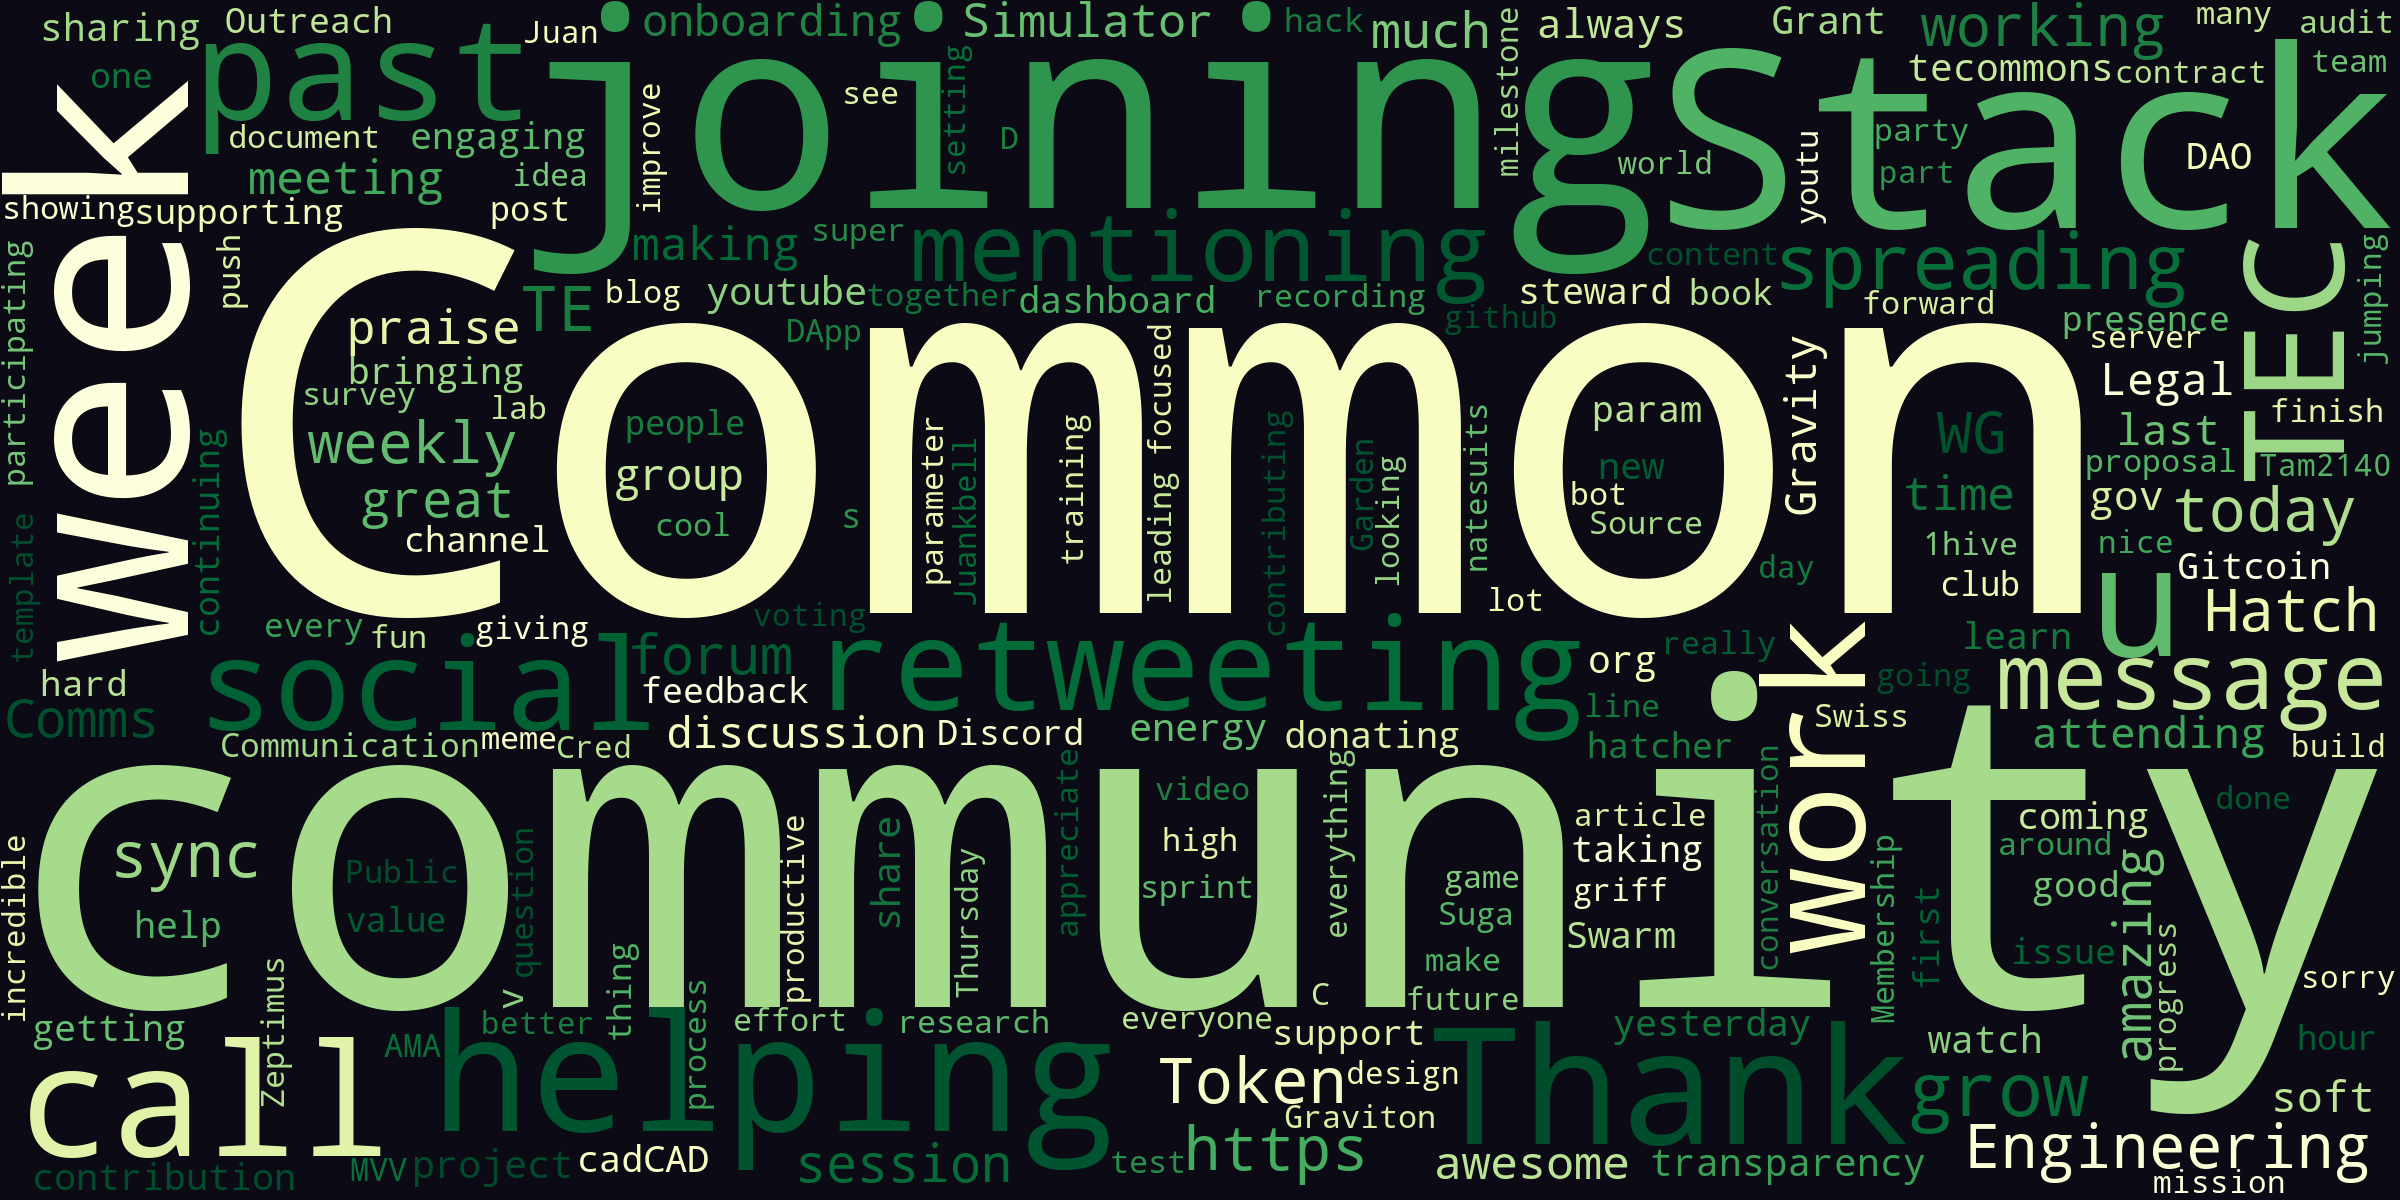 sharing
Outreach
past
Juan
onboarding
Simulator
hack
much
always
Grant
working
many
audit
one
joining
setting
see
D
milestone
Stack
tecommons
contract
team
week
document
engaging
improve
world
party
part
youtu
DAO
meeting
idea
showing
supporting
post
making
super
mentioning
content
spreading
TEC
jumping
participating
push
Common
TE
blog
youtube
together
dashboard
recording
github
steward
book
forward
presence
server
DApp
praise
bringing
survey
lab
weekly
great
channel
people
group
cool
s
parameter
Juankbell
training
leading
focused
contributing
Garden
looking
natesuits
param
new
bot
Source
Gravity
WG
time
Legal
finish
last
proposal
Tam2140
gov
today
1hive
club
day
nice
Gitcoin
u
Hatch
template
continuing
lot
every
fun
giving
voting
social
forum
retweeting
org
really
learn
going
message
hard
Comms
feedback
line
work
Swiss
attending
build
Communication
meme
Cred
discussion
Discord
energy
donating
hatcher
community
sync
help
Public
value
question
productive
share
Thursday
appreciate
video
high
sprint
everything
game
Suga
make
future
article
taking
griff
Swarm
conversation
Membership
first
coming
around
good
done
issue
amazing
progress
sorry
incredible
v
thing
C
getting
Zeptimus
AMA
better
process
effort
research
everyone
support
yesterday
watch
hour
call
helping
Token
design
Thank
grow
soft
Graviton
contribution
MVV
project
cadCAD
session
test
https
awesome
transparency
Engineering
mission